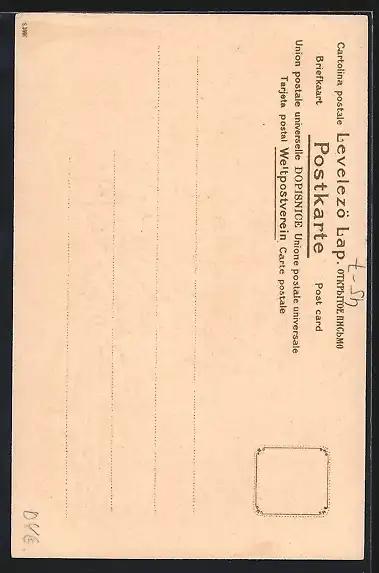 Cartolina postale Levelező Lap. ОТКРЫТОЕ ПИСЬМО
Briefkaart Postkarte Post card
Union postale universelle DOPISNICE Unione postale universale
Tarjeta postal Weltpostverein Carte postale